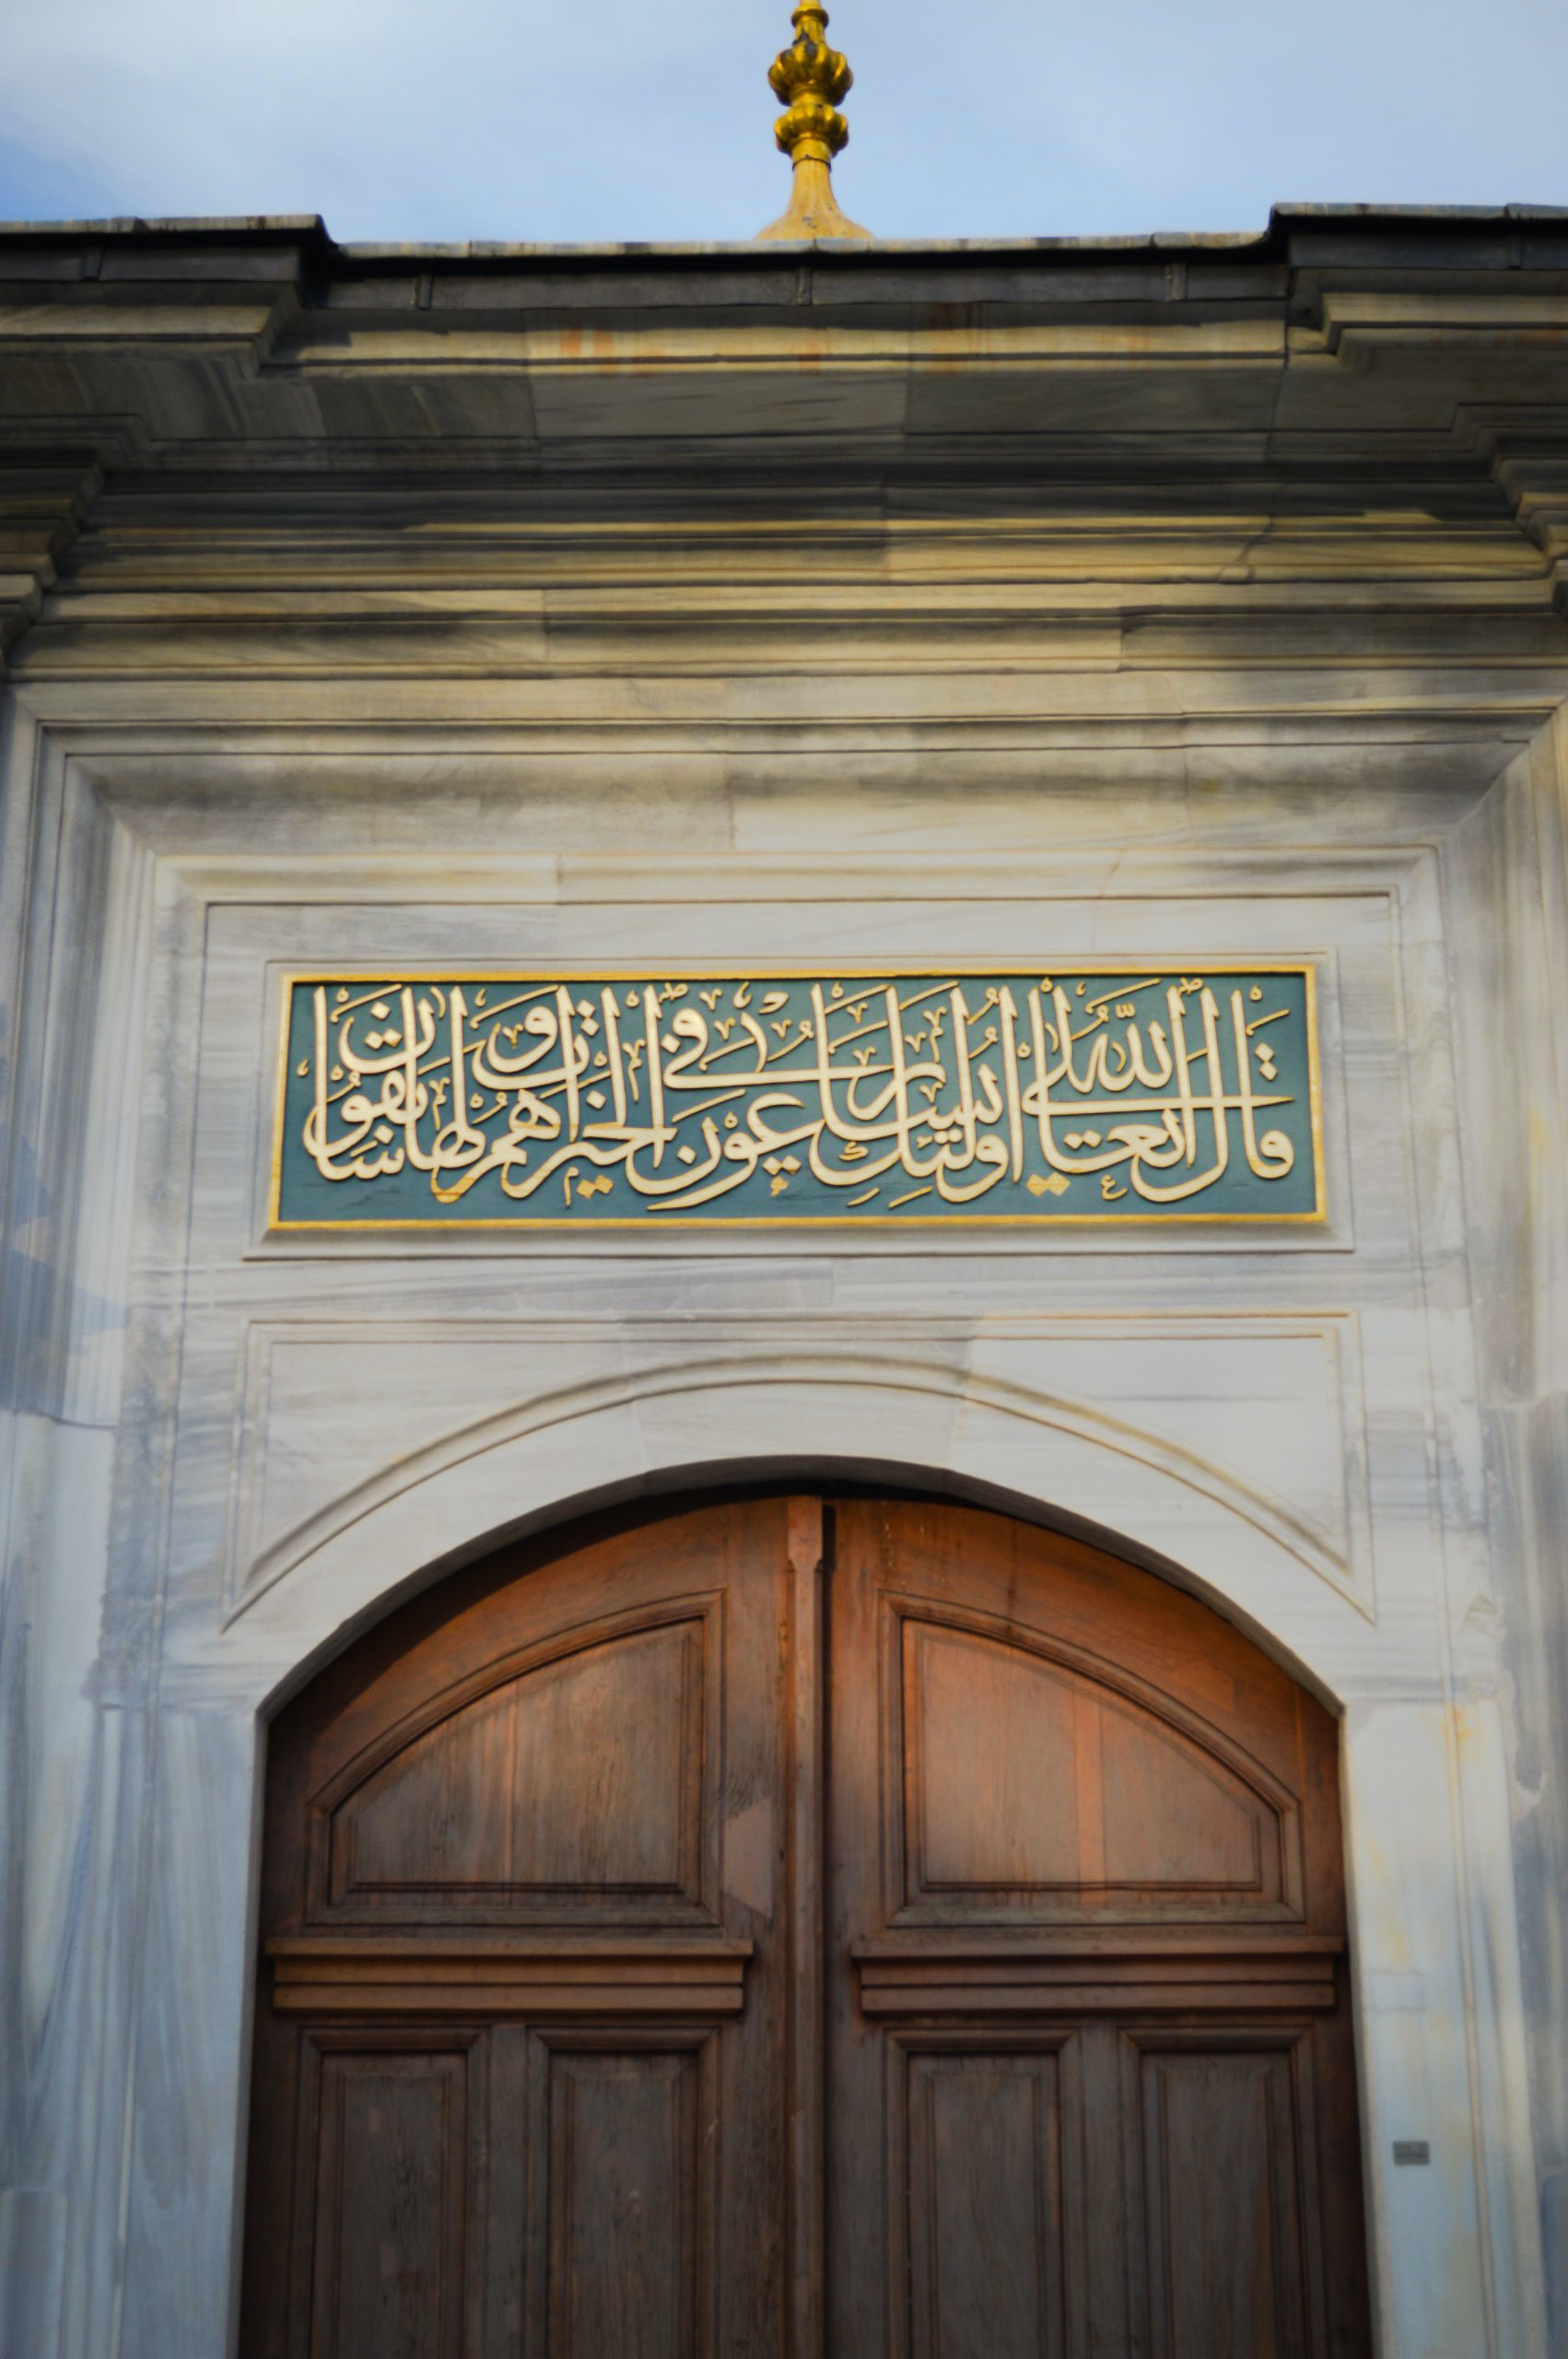 قال الله تعالى اولئك يسارعون في الخيرات وهم لها سابقون